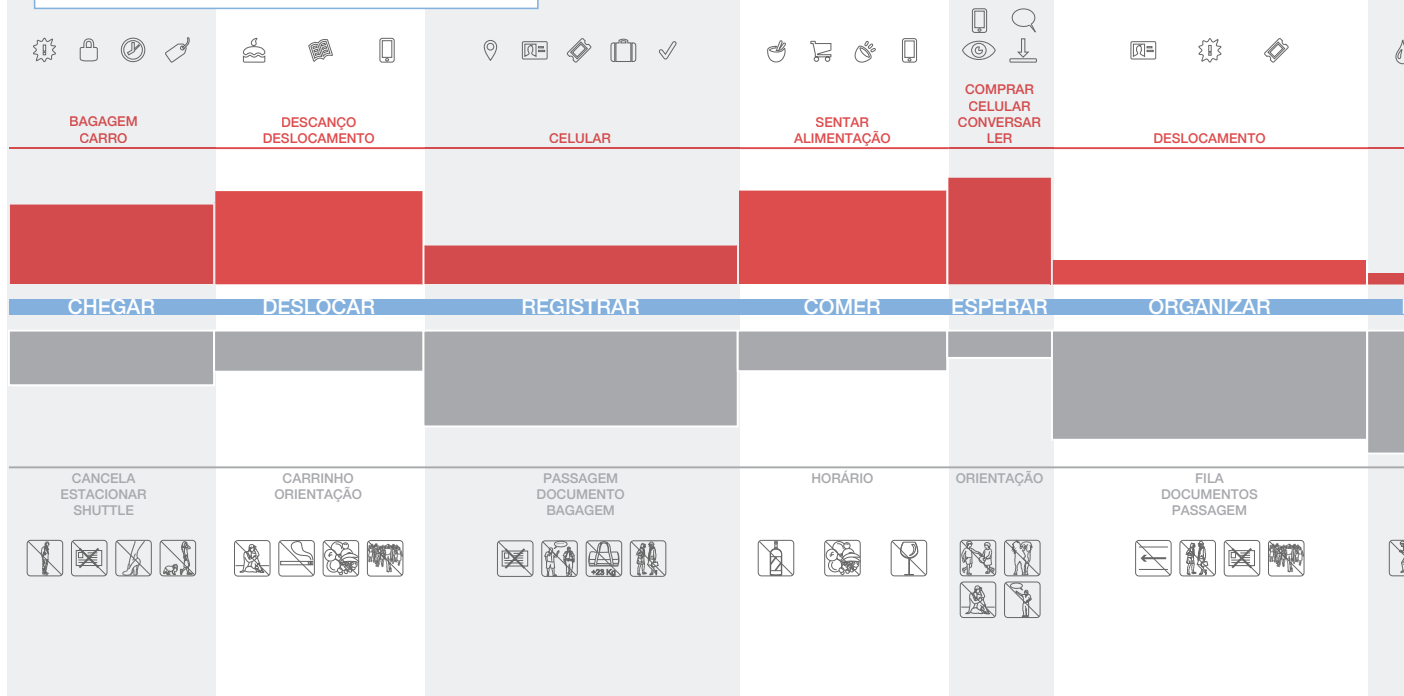 BAGAGEM
CARRO
DESCANÇO
DESLOCAMENTO
CELULAR
SENTAR
ALIMENTAÇÃO
COMPRAR
CELULAR
CONVERSAR
LER
DESLOCAMENTO
CHEGAR
DESLOCAR
REGISTRAR
COMER
ESPERAR
ORGANIZAR
CANCELA
ESTACIONAR
SHUTTLE
CARRINHO
ORIENTAÇÃO
PASSAGEM
DOCUMENTO
BAGAGEM
HORÁRIO
ORIENTAÇÃO
FILA
DOCUMENTOS
PASSAGEM
+23 Kg